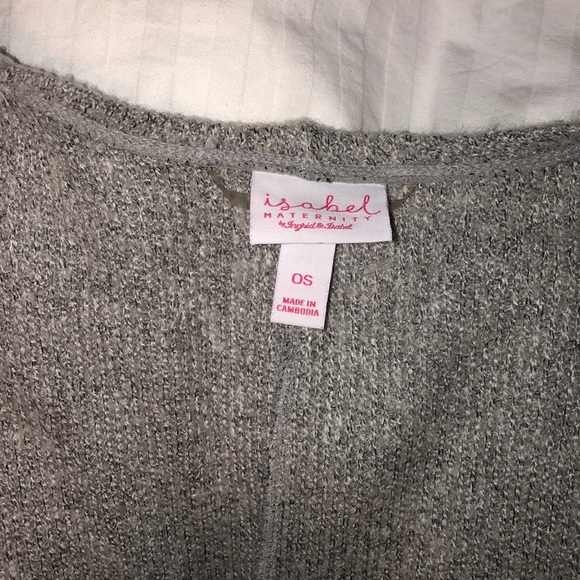 isabel
MATERNITY
by Ingrid & Isabel.
OS
MADE IN
CAMBODIA